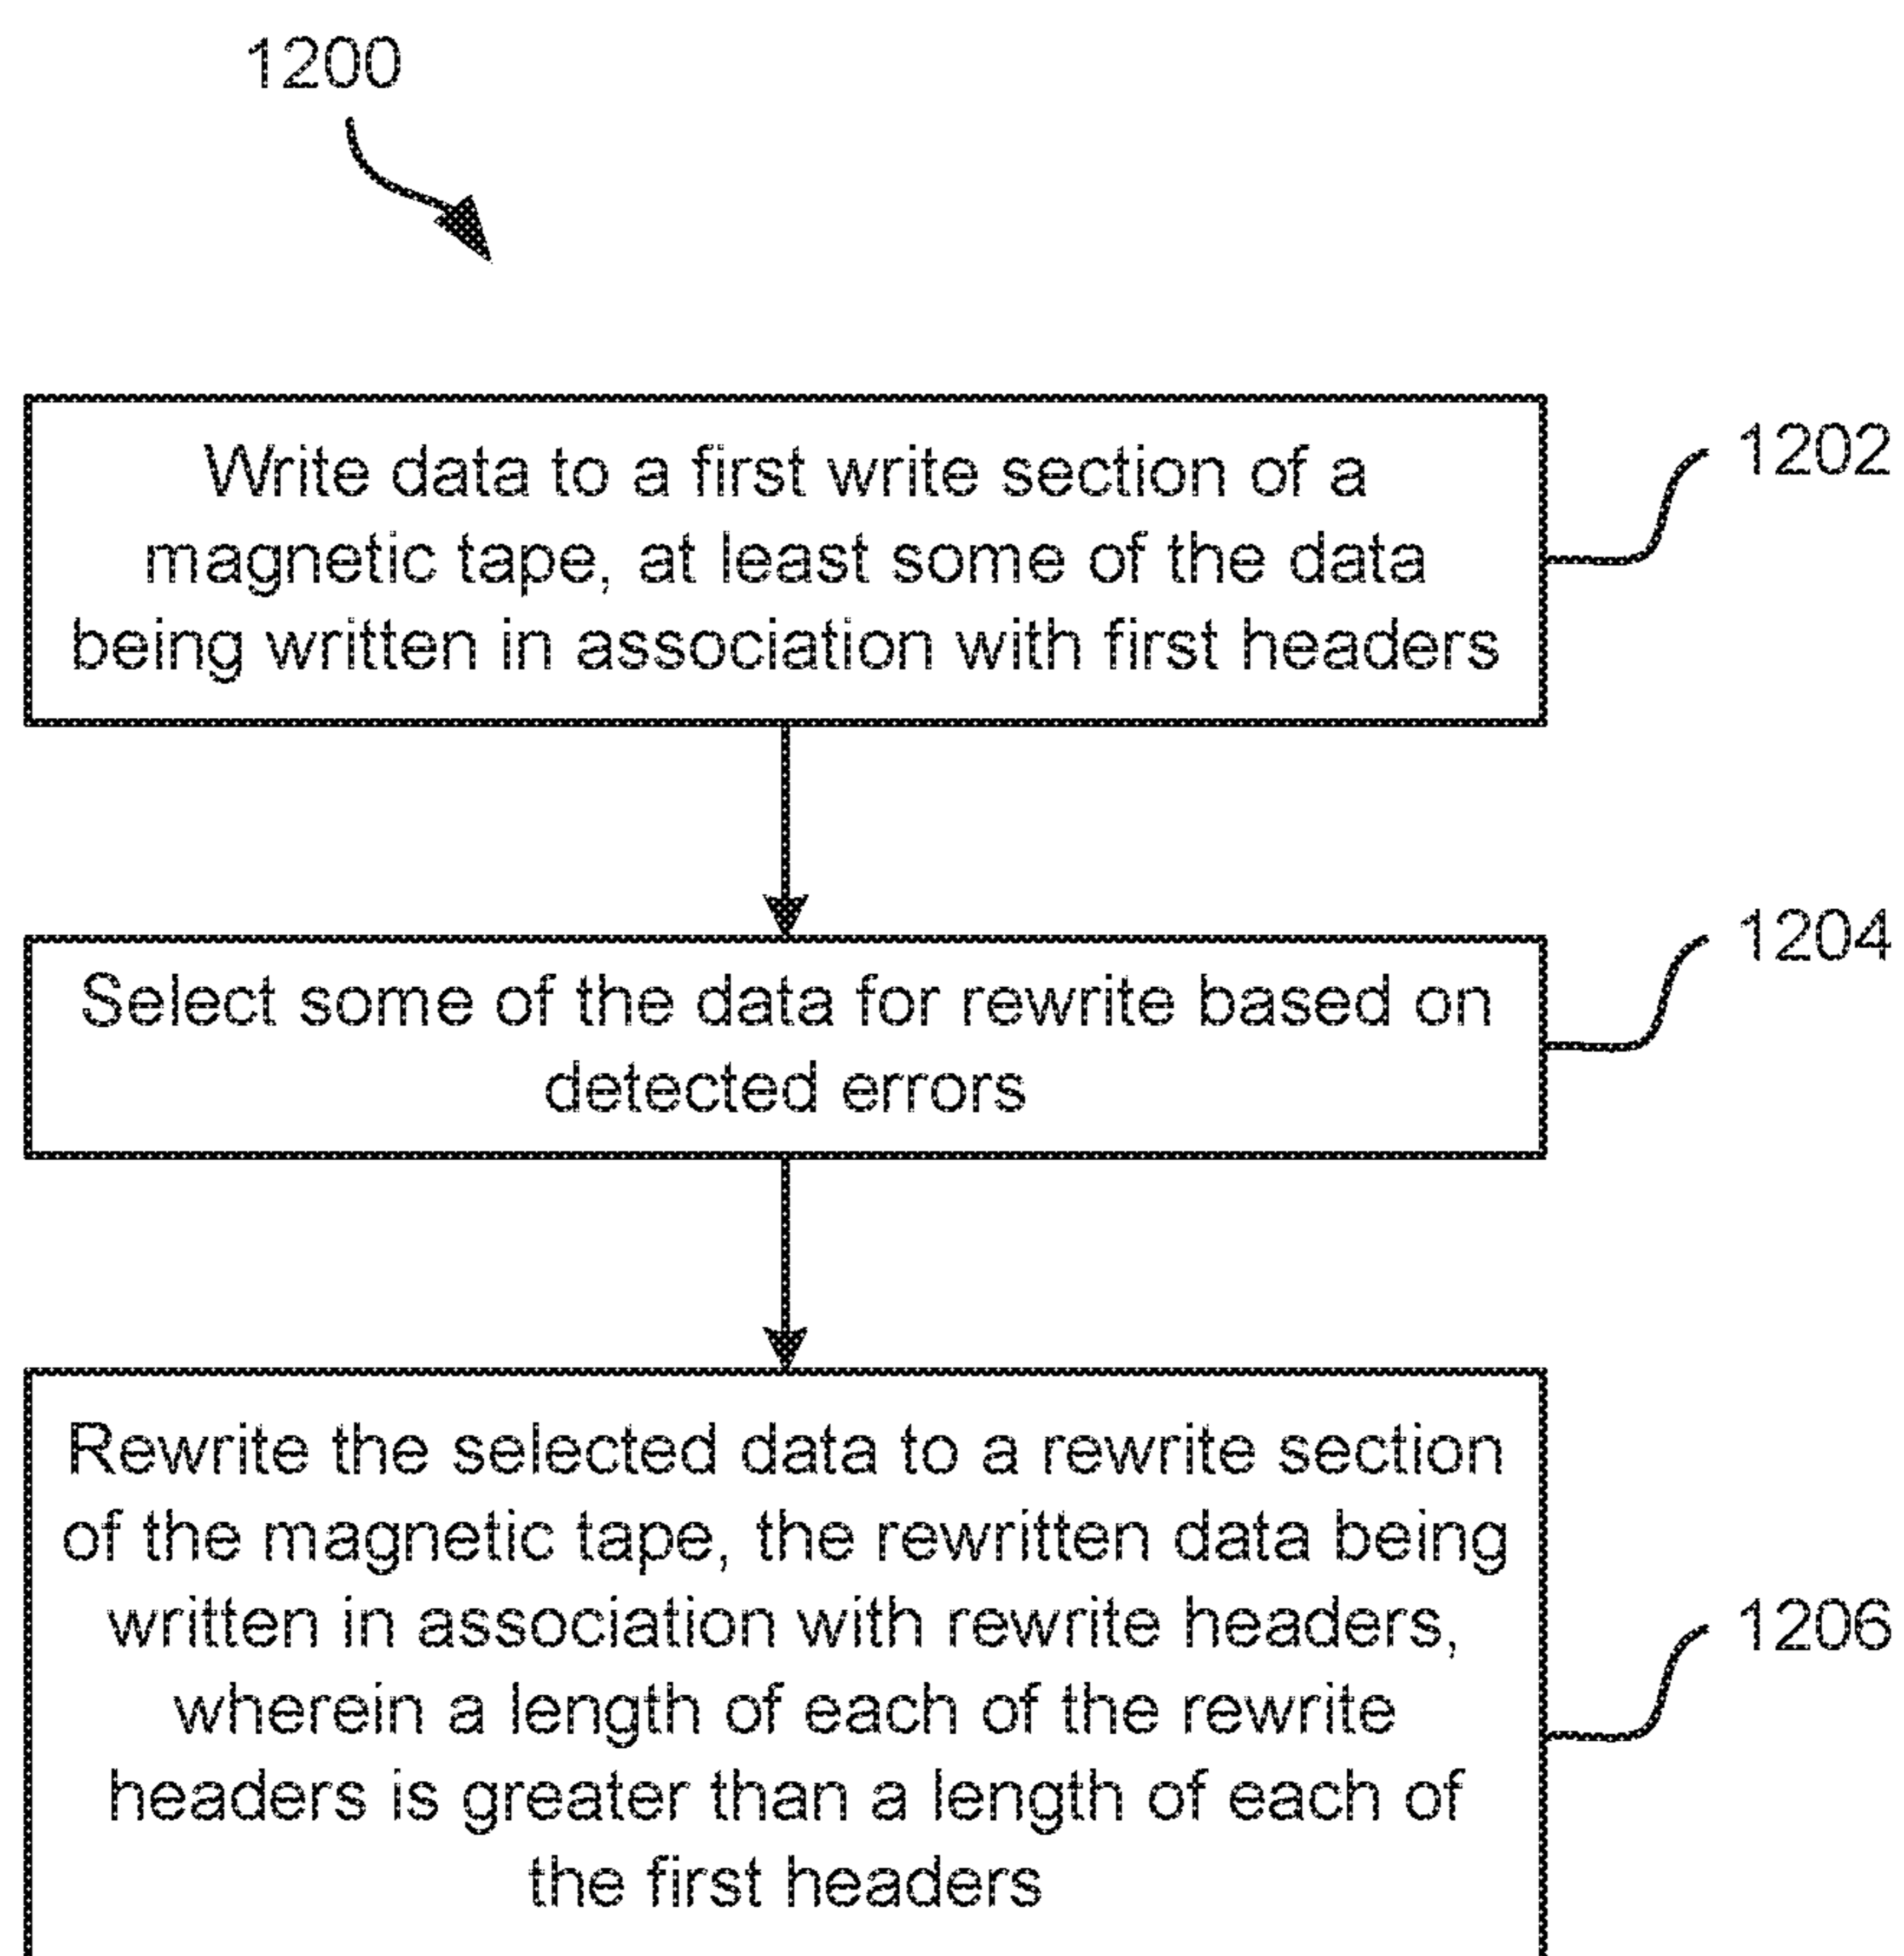 1200
Write data to a first write section of a
magnetic tape, at least some of the data
being written in association with first headers
1202
Select some of the data for rewrite based on
detected errors
1204
Rewrite the selected data to a rewrite section
of the magnetic tape, the rewritten data being
written in association with rewrite headers,
wherein a length of each of the rewrite
headers is greater than a length of each of
the first headers
1206